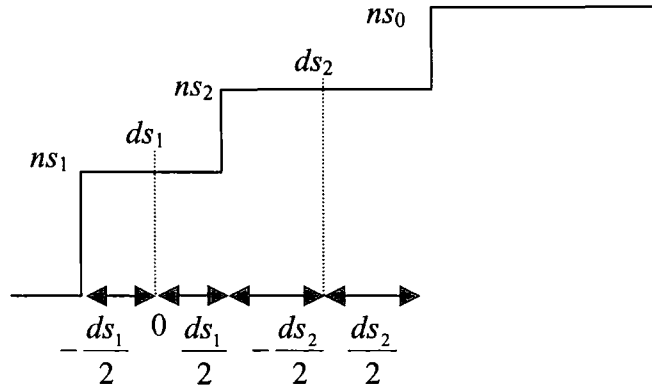 ns₀
ds₂
ns₂
ds₁
ns₁
-ds₁/2 0 ds₁/2 -ds₂/2 ds₂/2